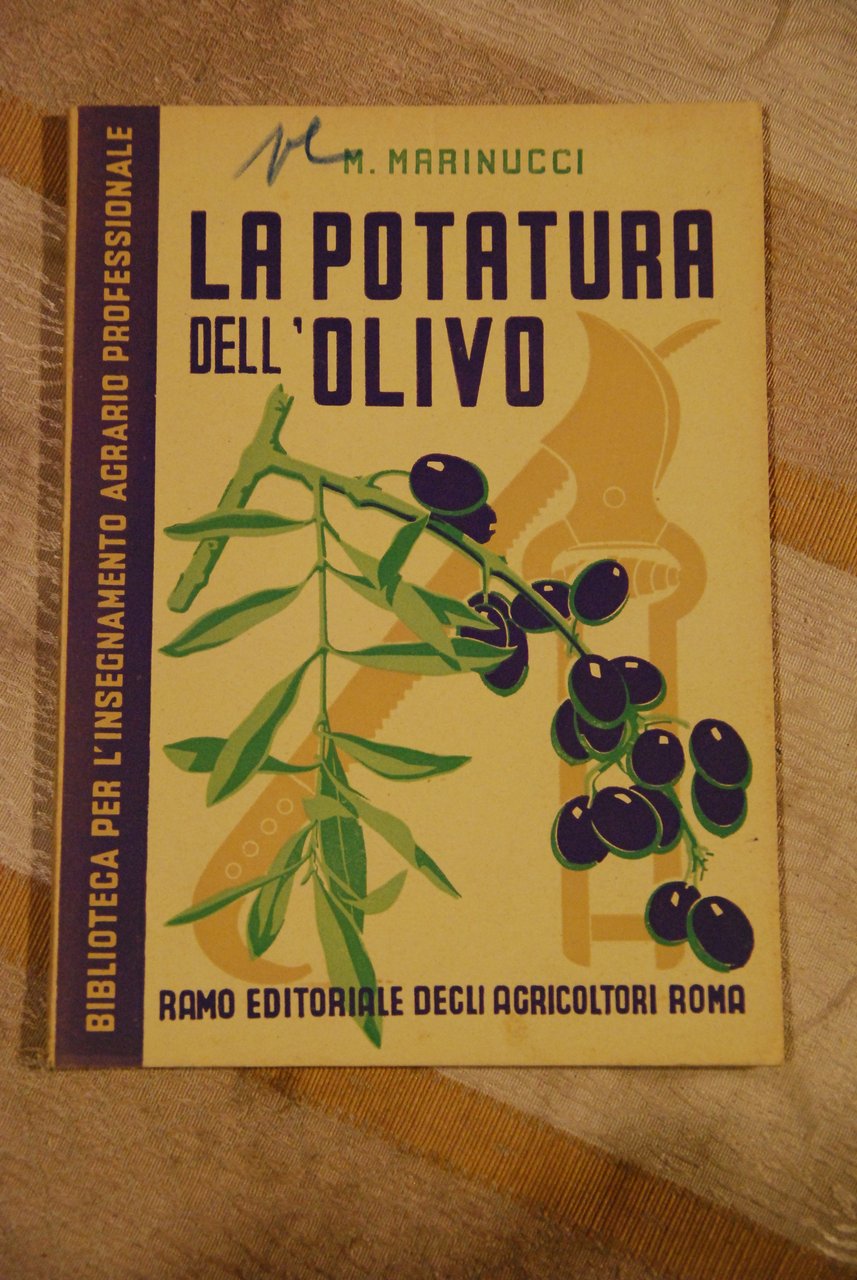 M. MARINUCCI
LA POTATURA
DELL'OLIVO
RAMO EDITORIALE DEGLI AGRICOLTORI ROMA
BIBLIOTECA PER L'INSEGNAMENTO AGRARIO PROFESSIONALE